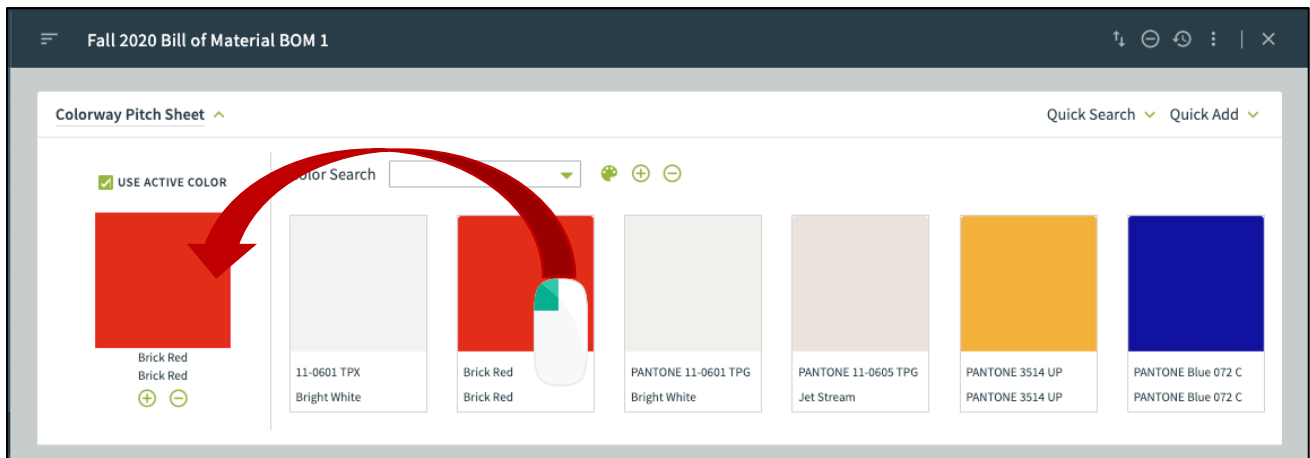 Fall 2020 Bill of Material BOM 1
Colorway Pitch Sheet
Quick Search
Quick Add
USE ACTIVE COLOR
Search
Brick Red
Brick Red
11-0601 TPX
Bright White
Brick Red
Brick Red
PANTONE 11-0601 TPG
Bright White
PANTONE 11-0605 TPG
Jet Stream
PANTONE 3514 UP
PANTONE 3514 UP
PANTONE Blue 072 C
PANTONE Blue 072 C